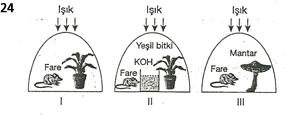 24
Işık Işık Işık
Yeşil bitki
KOH
Mantar
Fare Fare Fare
I II III